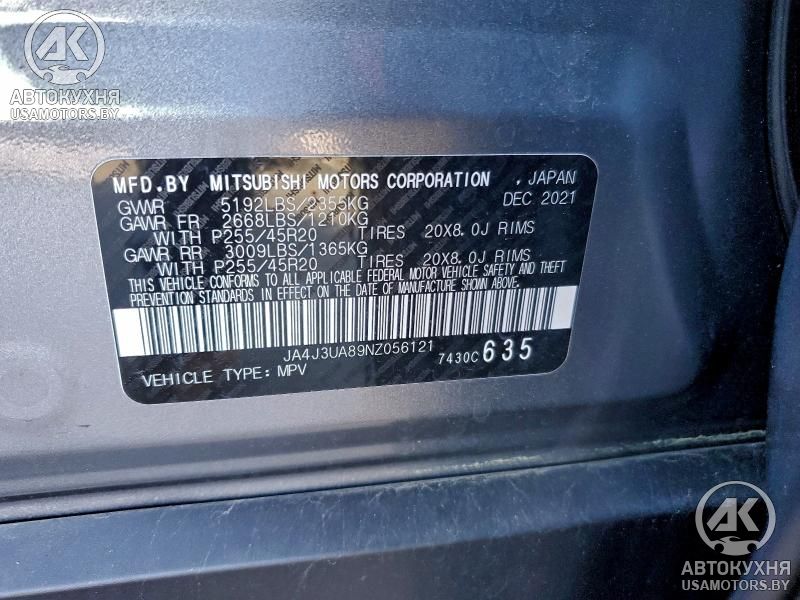 AK
АВТОКУХНЯ
USAMOTORS.BY
MFD.BY MITSUBISHI MOTORS CORPORATION , JAPAN
GVWR 5192LBS/2355KG DEC 2021
GAWR FR 2668LBS/1210KG
WITH P255/45R20 TIRES 20X8.0J RIMS
GAWR RR 3009LBS/1365KG
WITH P255/45R20 TIRES 20X8.0J RIMS
THIS VEHICLE CONFORMS TO ALL APPLICABLE FEDERAL MOTOR VEHICLE SAFETY AND THEFT
PREVENTION STANDARDS IN EFFECT ON THE DATE OF MANUFACTURE SHOWN ABOVE.
JA4J3UA89NZ056121 7430C 635
VEHICLE TYPE: MPV
AK
АВТОКУХНЯ
USAMOTORS.BY